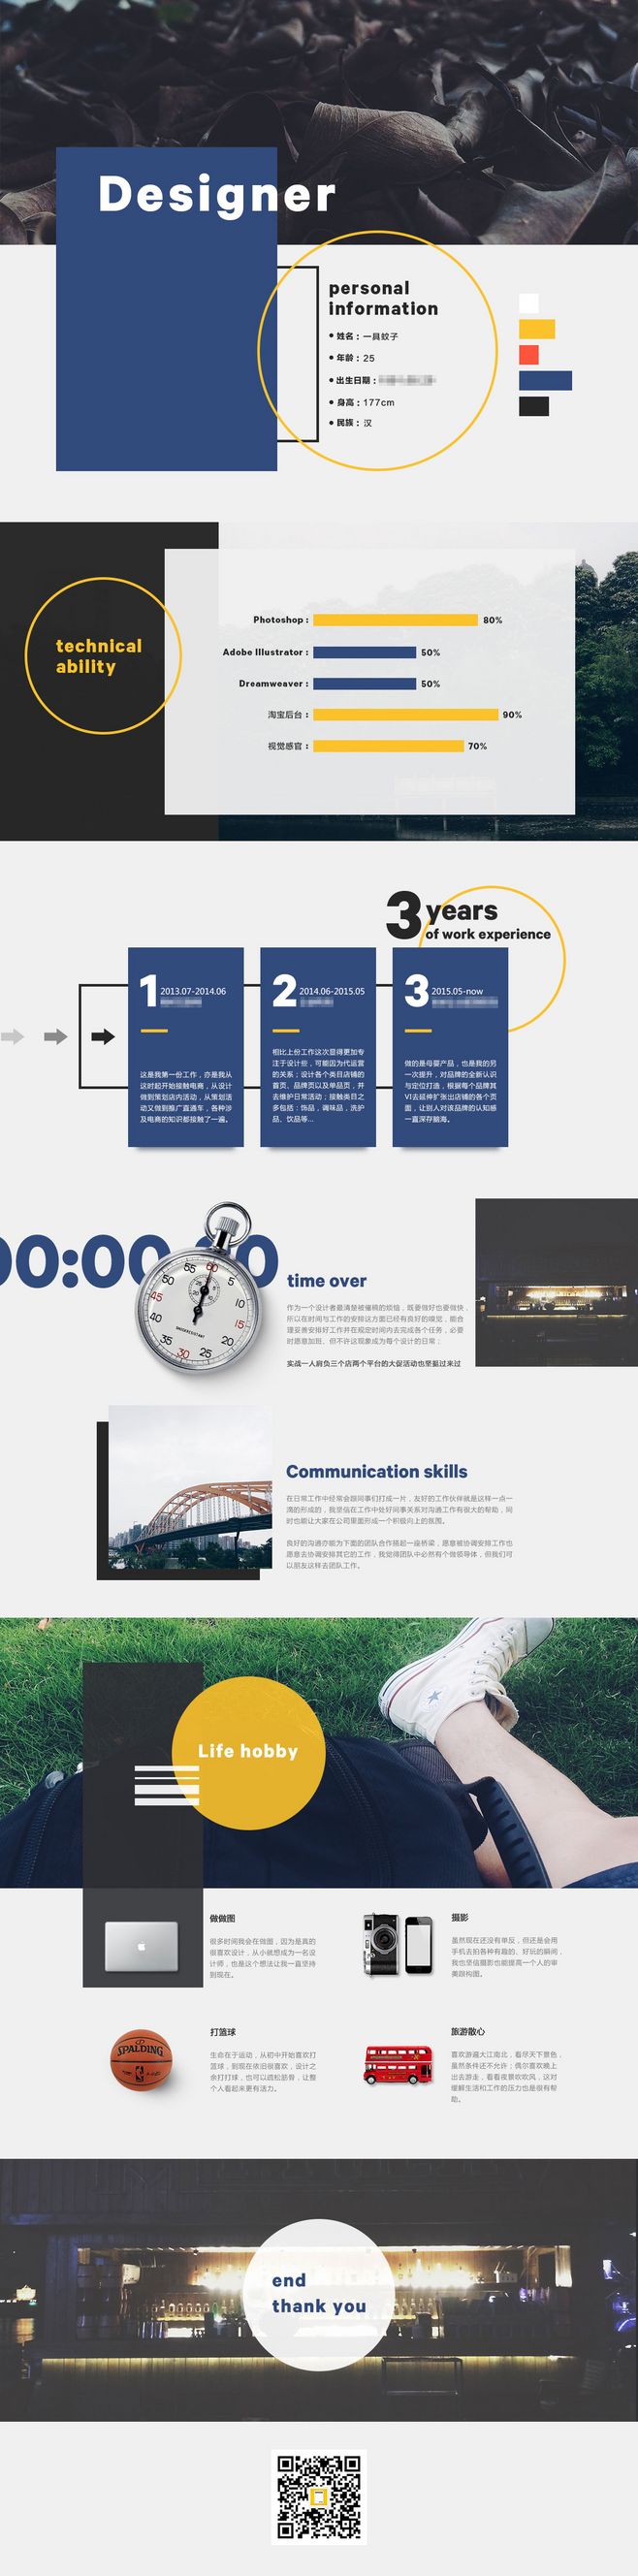 Designer
personal
information
• 姓名：一具蚊子
• 年龄：25
• 出生日期：
• 身高：177cm
• 民族：汉
technical
ability
Photoshop : 80%
Adobe Illustrator : 50%
Dreamweaver : 50%
淘宝后台： 90%
视觉感官： 70%
3 years
of work experience
1 2013.07-2014.06
这是我第一份工作，亦是我从
这时起开始接触电商，从设计
做到策划店内活动，从策划活
动又做到推广直通车，各种涉
及电商的知识都接触了一遍。
2 2014.06-2015.05
相比上份工作这次显得更加专
注于设计些，可能因为代运营
的关系；设计各个类目店铺的
首页、品牌页以及单品页，并
去维护日常活动；接触类目之
多包括：饰品，调味品，洗护
品、饮品等...
3 2015.05-now
做的是母婴产品，也是我的另
一次提升，对品牌的全新认识
与定位打造，根据每个品牌其
VI去延伸扩张出店铺的各个页
面，让别人对该品牌的认知感
一直深存脑海。
00:00
0
60
5
10
15
20
25
30
35
40
45
50
55
time over
作为一个设计者最清楚被催稿的烦恼，既要做好也要做快，
所以在时间与工作的安排这方面已经有良好的嗅觉，能合
理妥善安排好工作并在规定时间内去完成各个任务，必要
时愿意加班、但不许这现象成为每个设计的日常；
实战一人肩负三个店两个平台的大促活动也坚挺过来过
Communication skills
在日常工作中经常会跟同事们打成一片，友好的工作伙伴就是这样一点一
滴的形成的，我坚信在工作中处好同事关系对沟通工作有很大的帮助，同
时也能让大家在公司里面形成一个积极向上的氛围。
良好的沟通亦能为下面的团队合作搭起一座桥梁，愿意被协调安排工作也
愿意去协调安排其它的工作，我觉得团队中必然有个做领导体，但我们可
以朋友这样去团队工作。
Life hobby
做做图
很多时间我会在做图，因为是真的
很喜欢设计，从小就想成为一名设
计师，也是这个想法让我一直坚持
到现在。
摄影
虽然现在还没有单反，但还是会用
手机去拍各种有趣的、好玩的瞬间，
我也坚信摄影也能提高一个人的审
美跟构图。
SPALDING
打篮球
生命在于运动，从初中开始喜欢打
篮球，到现在依旧很喜欢，设计之
余打打球，也可以疏松筋骨，让整
个人看起来更有活力。
旅游散心
喜欢游遍大江南北，看尽天下景色，
虽然条件还不允许；偶尔喜欢晚上
出去游走，看看夜景吹吹风，这对
缓解生活和工作的压力也是很有帮
助。
end
thank you